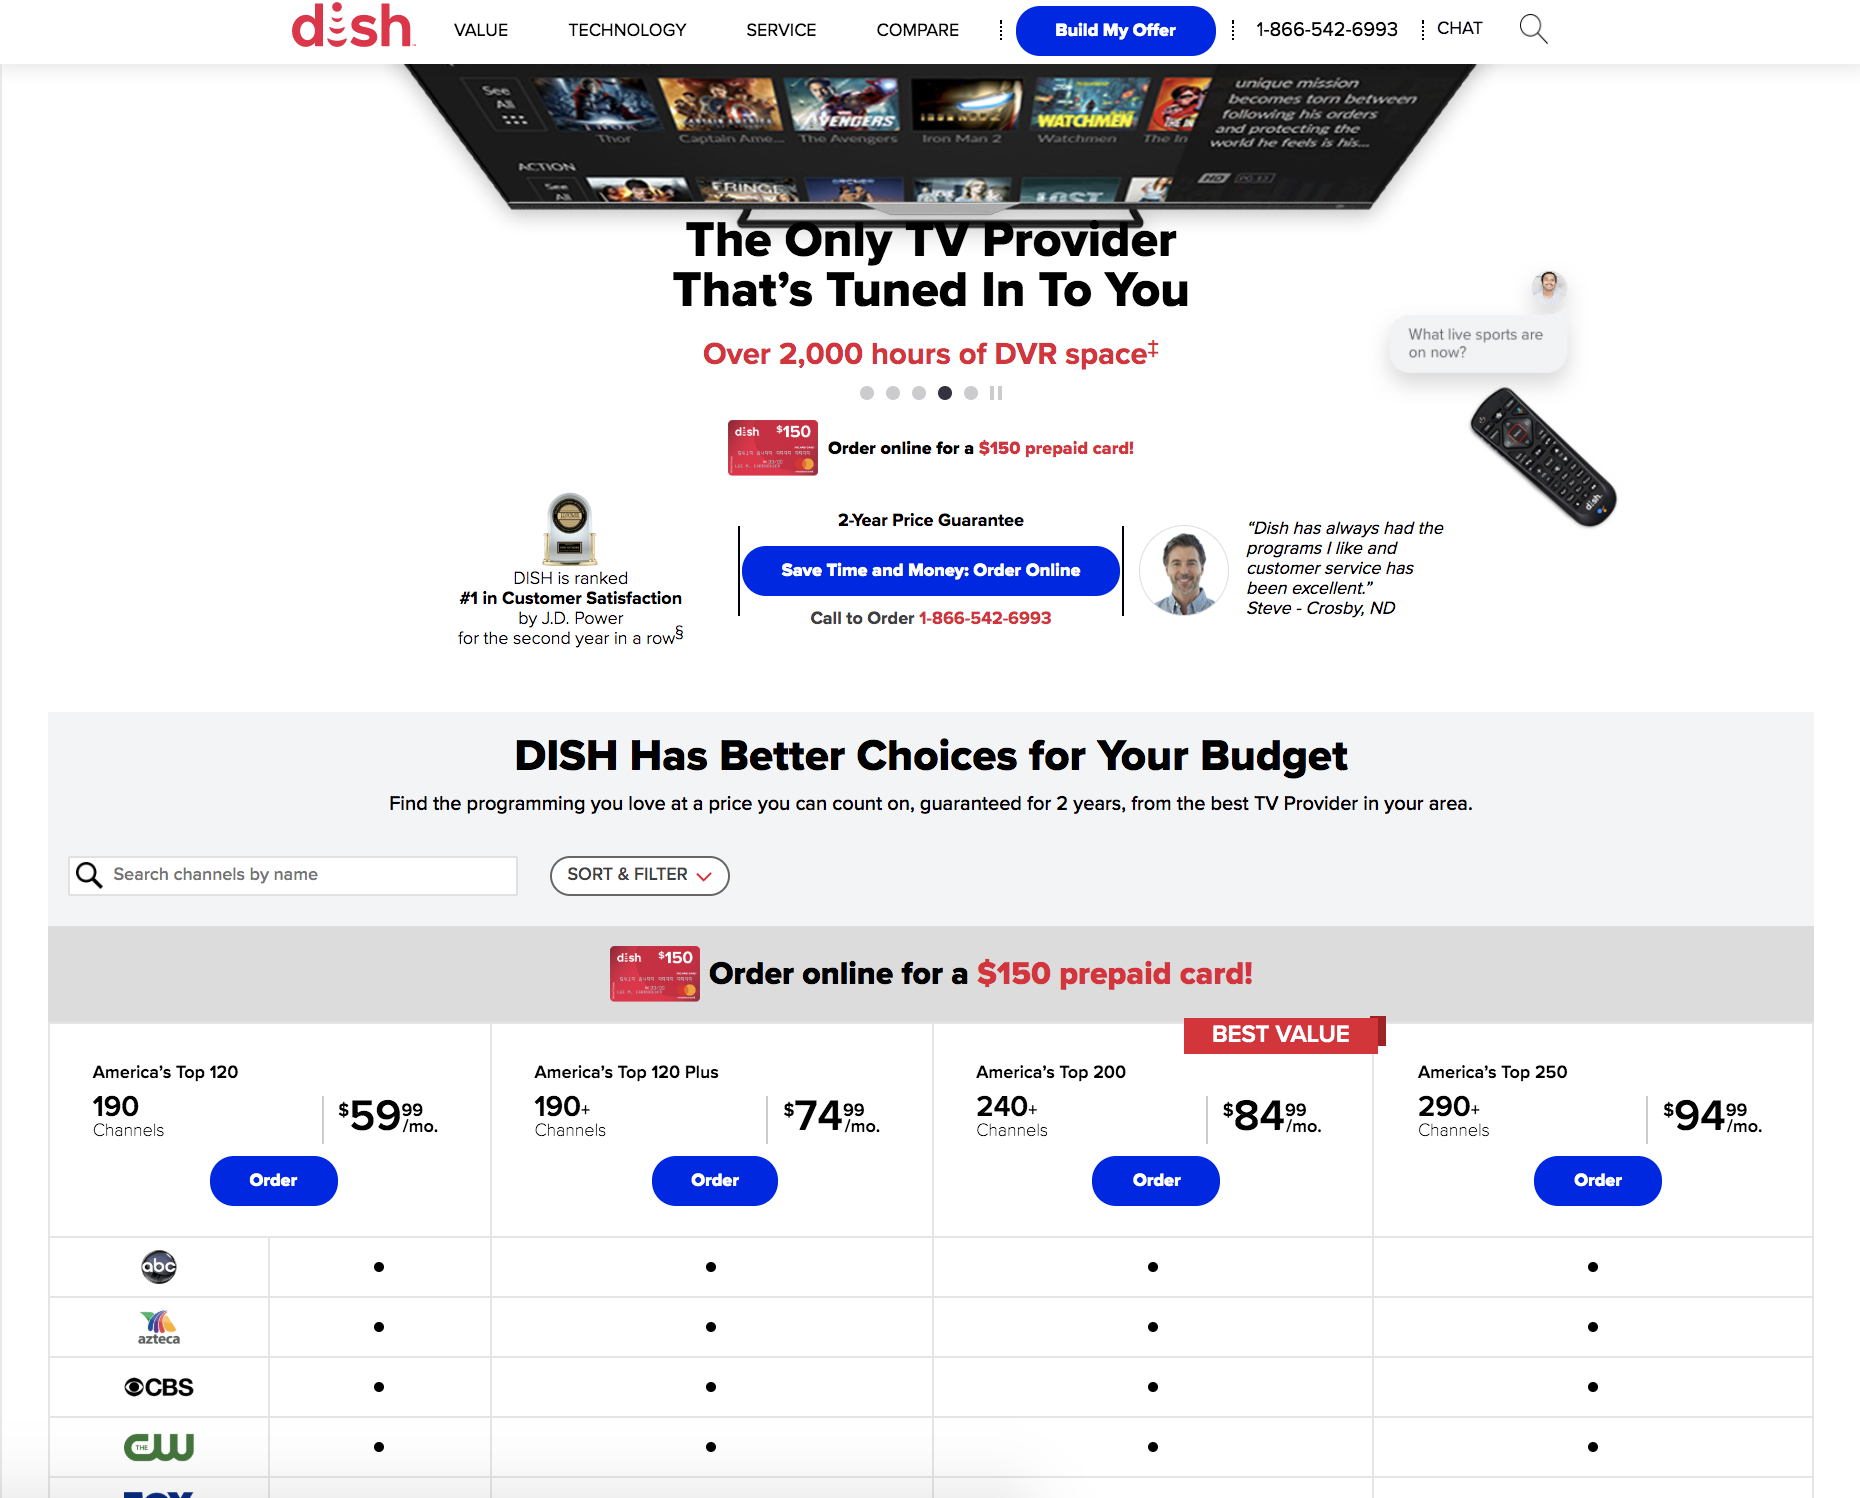 dish
VALUE
TECHNOLOGY
SERVICE
COMPARE
Build My Offer
1-866-542-6993
CHAT
See
All
THOR
AVENGERS
IRON MAN
WATCHMEN
Thor
Captain Ame...
The Avengers
Iron Man 2
Watchmen
The In
unique mission
becomes torn between
following his orders
and protecting the
world he feels is his...
HD PG-13
ACTION
See
All
FRINGE
LOST
The Only TV Provider
That's Tuned In To You
Over 2,000 hours of DVR space‡
What live sports are
on now?
dish $150
Order online for a $150 prepaid card!
dish
DISH is ranked
#1 in Customer Satisfaction
by J.D. Power
for the second year in a row§
2-Year Price Guarantee
Save Time and Money: Order Online
Call to Order 1-866-542-6993
“Dish has always had the
programs I like and
customer service has
been excellent.”
Steve - Crosby, ND
DISH Has Better Choices for Your Budget
Find the programming you love at a price you can count on, guaranteed for 2 years, from the best TV Provider in your area.
Search channels by name
SORT & FILTER
dish $150
Order online for a $150 prepaid card!
BEST VALUE
America's Top 120
190
Channels
$59.99/mo.
Order
America's Top 120 Plus
190+
Channels
$74.99/mo.
Order
America's Top 200
240+
Channels
$84.99/mo.
Order
America's Top 250
290+
Channels
$94.99/mo.
Order
abc
azteca
CBS
THE CW
FOX